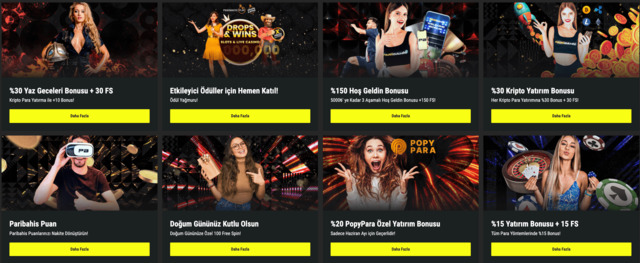 DROPS
& WINS
SLOTS & LIVE CASINO
POPY
PARA
%30 Yaz Geceleri Bonusu + 30 FS
Kripto Para Yatırma ile +10 Bonus!
Daha Fazla
Etkileyici Ödüller için Hemen Katıl!
Ödül Yağmuru!
Daha Fazla
%150 Hoş Geldin Bonusu
5000₺ 'ye Kadar 3 Aşamalı Hoş Geldin Bonusu +150 FS!
Daha Fazla
%30 Kripto Yatırım Bonusu
Her Kripto Para Yatırımına %30 Bonus + 30 FS!
Daha Fazla
Paribahis Puan
Paribahis Puanlarınızı Nakite Dönüştürün!
Daha Fazla
Doğum Gününüz Kutlu Olsun
Doğum Gününüze Özel 100 Free Spin!
Daha Fazla
%20 PopyPara Özel Yatırım Bonusu
Sadece Haziran Ayı için Geçerlidir!
Daha Fazla
%15 Yatırım Bonusu + 15 FS
Tüm Para Yöntemlerinde %15 Bonus!
Daha Fazla